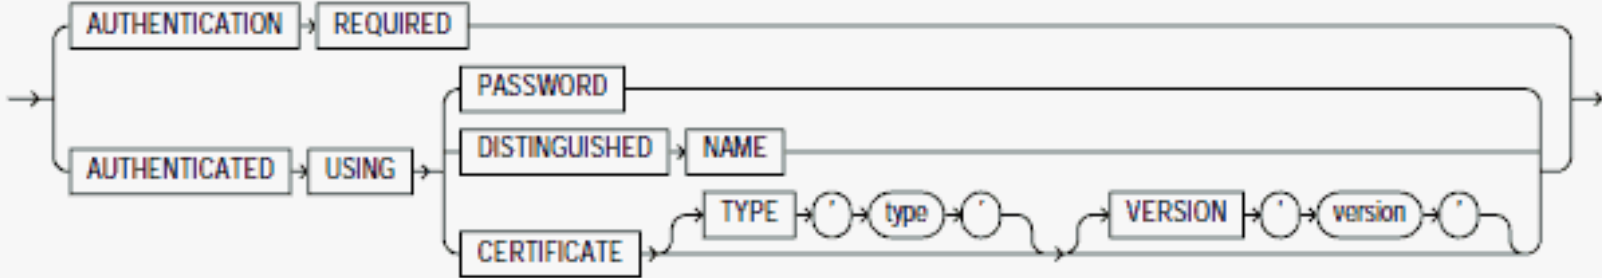 AUTHENTICATION REQUIRED
PASSWORD
DISTINGUISHED NAME
AUTHENTICATED USING
TYPE ' type ' VERSION ' version '
CERTIFICATE